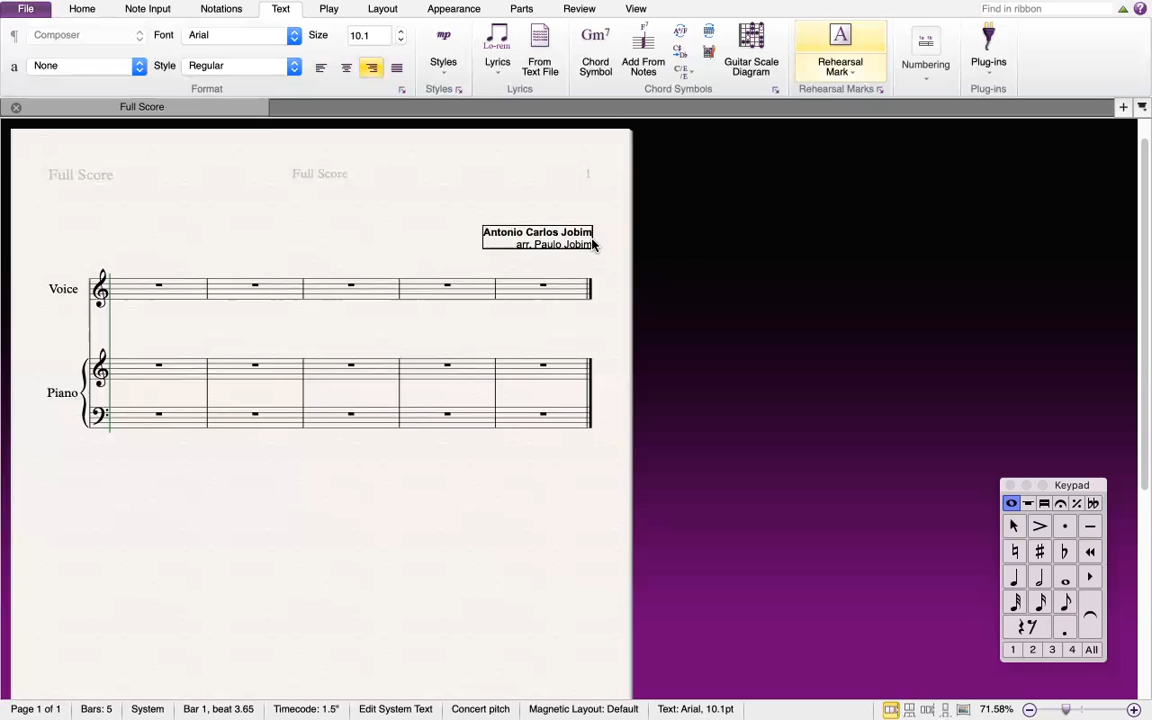 File Home Note Input Notations Text Play Layout Appearance Parts Review View Find in ribbon
Composer Font Arial Size 10.1
a None Style Regular
Styles Lyrics From Text File Chord Symbol Add From Notes Guitar Scale Diagram Rehearsal Mark Numbering Plug-ins
Format Styles Lyrics Chord Symbols Rehearsal Marks Plug-ins
mp Lo-rem Gm7 F7 A
Full Score
Full Score Full Score 1
Antonio Carlos Jobim
arr. Paulo Jobim
Voice
Piano
Keypad
1 2 3 4 All
Page 1 of 1 Bars: 5 System Bar 1, beat 3.65 Timecode: 1.5" Edit System Text Concert pitch Magnetic Layout: Default Text: Arial, 10.1pt 71.58%